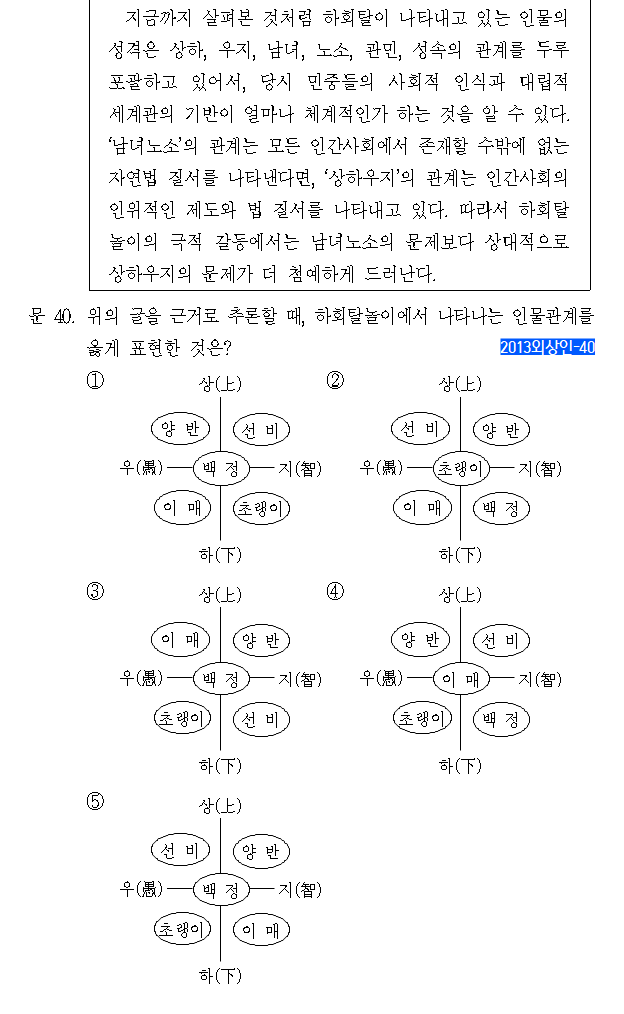 지금까지 살펴본 것처럼 하회탈이 나타내고 있는 인물의
성격은 상하, 우지, 남녀, 노소, 관민, 성속의 관계를 두루
포괄하고 있어서, 당시 민중들의 사회적 인식과 대립적
세계관의 기반이 얼마나 체계적인가 하는 것을 알 수 있다.
‘남녀노소’의 관계는 모든 인간사회에서 존재할 수밖에 없는
자연법 질서를 나타낸다면, ‘상하우지’의 관계는 인간사회의
인위적인 제도와 법 질서를 나타내고 있다. 따라서 하회탈
놀이의 극적 갈등에서는 남녀노소의 문제보다 상대적으로
상하우지의 문제가 더 첨예하게 드러난다.
문 40. 위의 글을 근거로 추론할 때, 하회탈놀이에서 나타나는 인물관계를
옳게 표현한 것은? 2013외상인-40
①
상(上)
양 반 선 비
우(愚) 백 정 지(智)
이 매 초랭이
하(下)
②
상(上)
선 비 양 반
우(愚) 초랭이 지(智)
이 매 백 정
하(下)
③
상(上)
이 매 양 반
우(愚) 백 정 지(智)
초랭이 선 비
하(下)
④
상(上)
양 반 선 비
우(愚) 이 매 지(智)
초랭이 백 정
하(下)
⑤
상(上)
선 비 양 반
우(愚) 백 정 지(智)
초랭이 이 매
하(下)